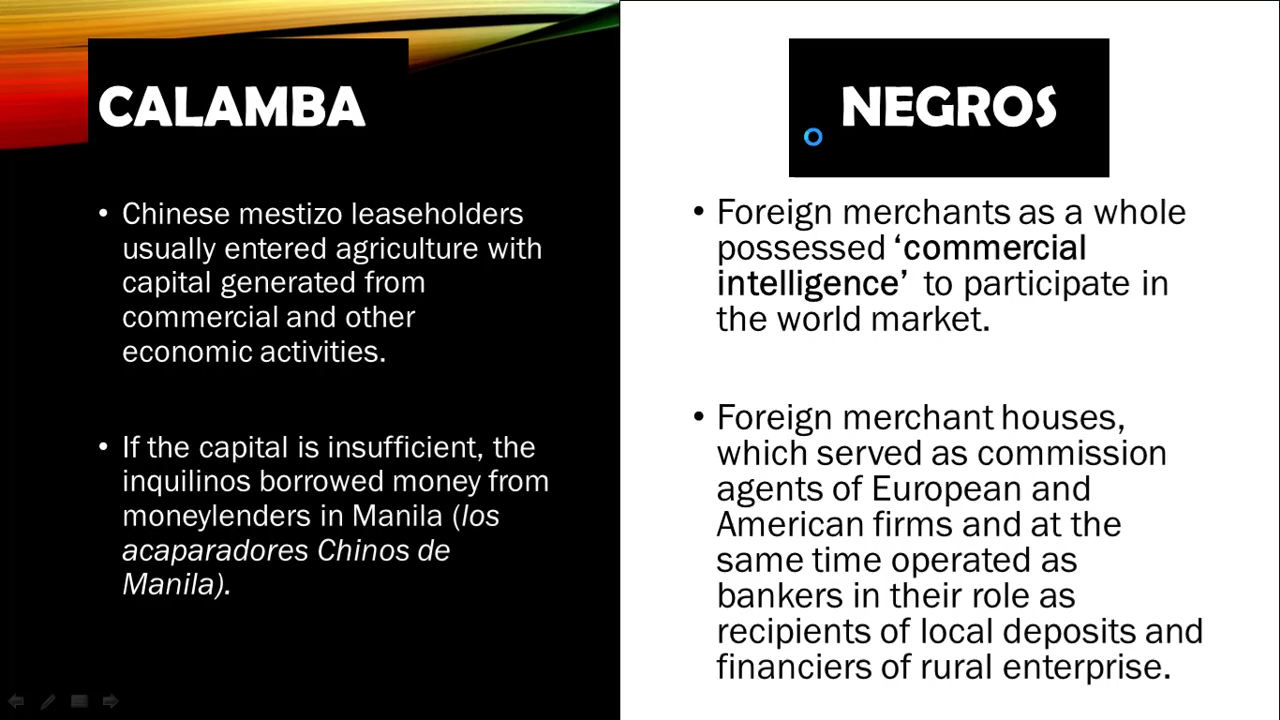 CALAMBA
• Chinese mestizo leaseholders
usually entered agriculture with
capital generated from
commercial and other
economic activities.
• If the capital is insufficient, the
inquilinos borrowed money from
moneylenders in Manila (los
acaparadores Chinos de
Manila).
NEGROS
• Foreign merchants as a whole
possessed ‘commercial
intelligence’ to participate in
the world market.
• Foreign merchant houses,
which served as commission
agents of European and
American firms and at the
same time operated as
bankers in their role as
recipients of local deposits and
financiers of rural enterprise.